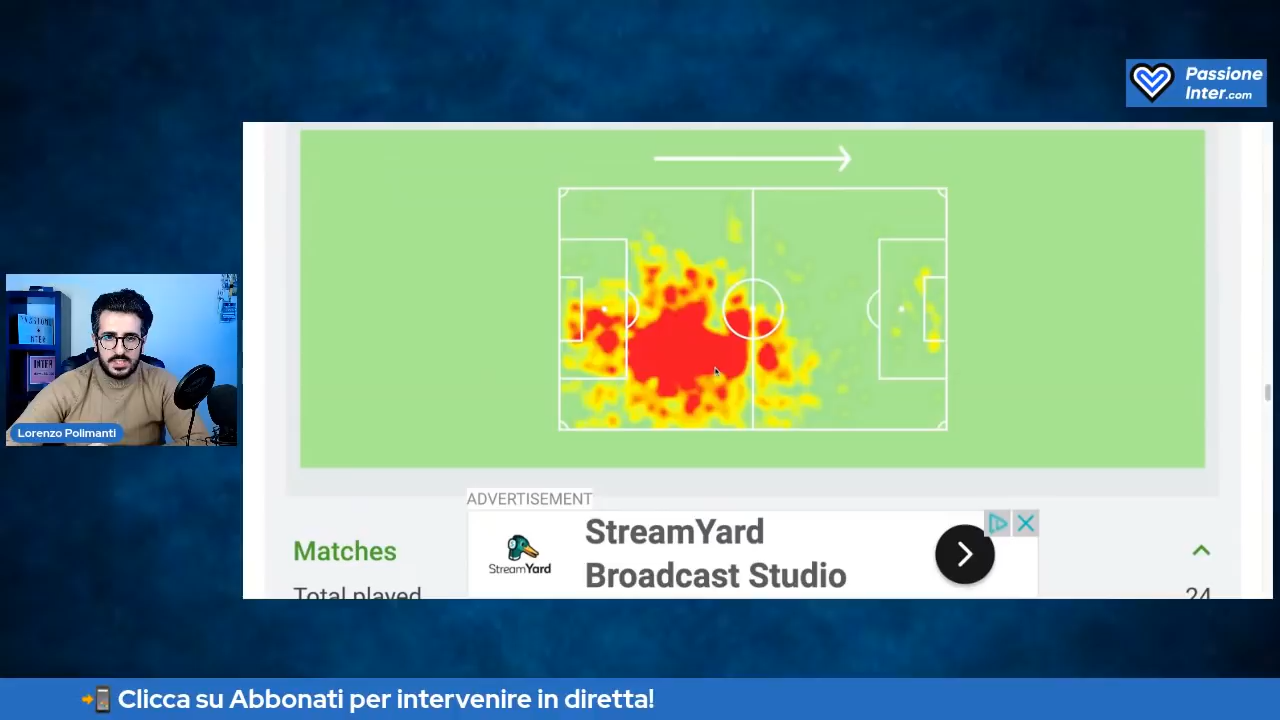 Passione
Inter.com
Lorenzo Polimanti
ADVERTISEMENT
StreamYard
StreamYard
Broadcast Studio
Matches
Total played
24
Clicca su Abbonati per intervenire in diretta!